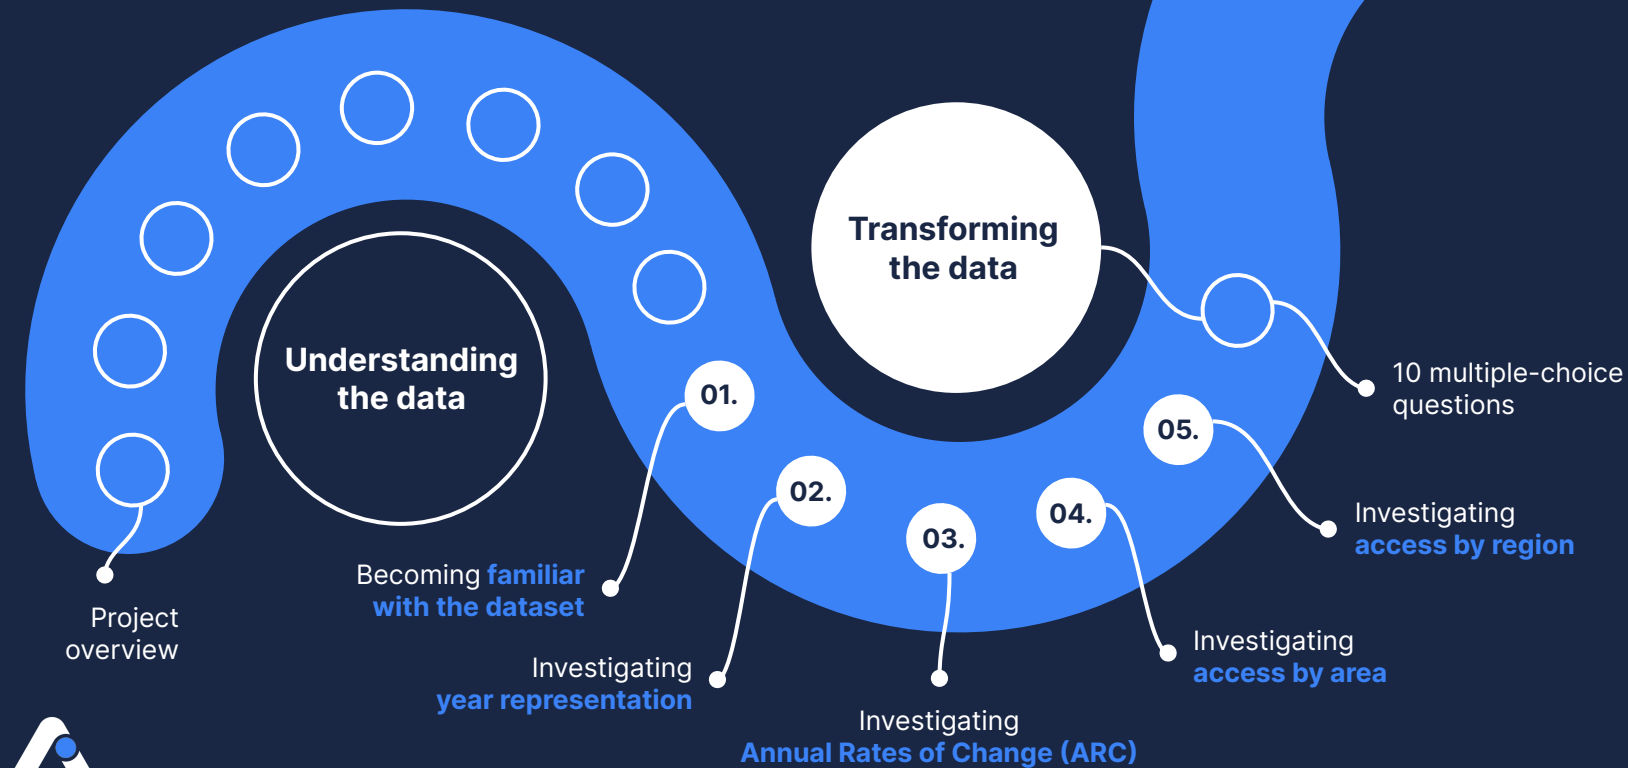 Understanding
the data
Transforming
the data
Project
overview
01.
Becoming familiar
with the dataset
02.
Investigating
year representation
03.
Investigating
Annual Rates of Change (ARC)
04.
Investigating
access by area
05.
Investigating
access by region
10 multiple-choice
questions